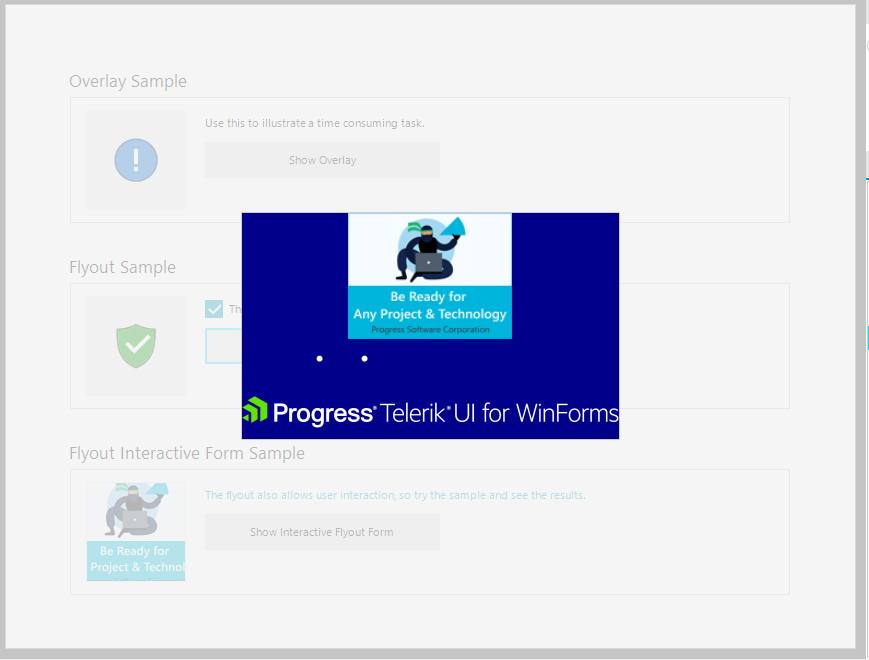 Overlay Sample
Use this to illustrate a time consuming task.
Show Overlay
Be Ready for
Any Project & Technology
Progress Software Corporation
Flyout Sample
Th
Progress® Telerik® UI for WinForms
Flyout Interactive Form Sample
The flyout also allows user interaction, so try the sample and see the results.
Show Interactive Flyout Form
Be Ready for
Project & Technol